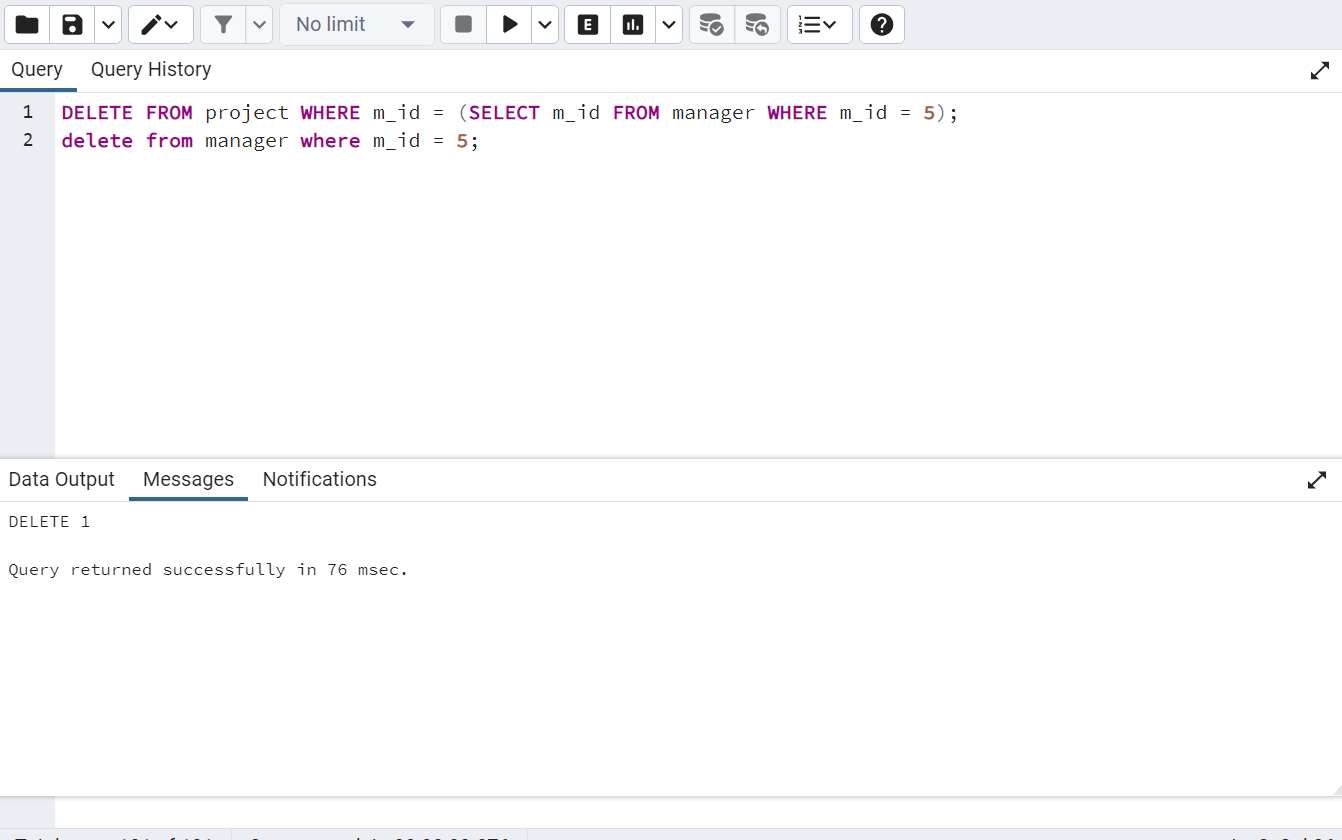 No limit
E
Query Query History
1 DELETE FROM project WHERE m_id = (SELECT m_id FROM manager WHERE m_id = 5);
2 delete from manager where m_id = 5;
Data Output Messages Notifications
DELETE 1
Query returned successfully in 76 msec.